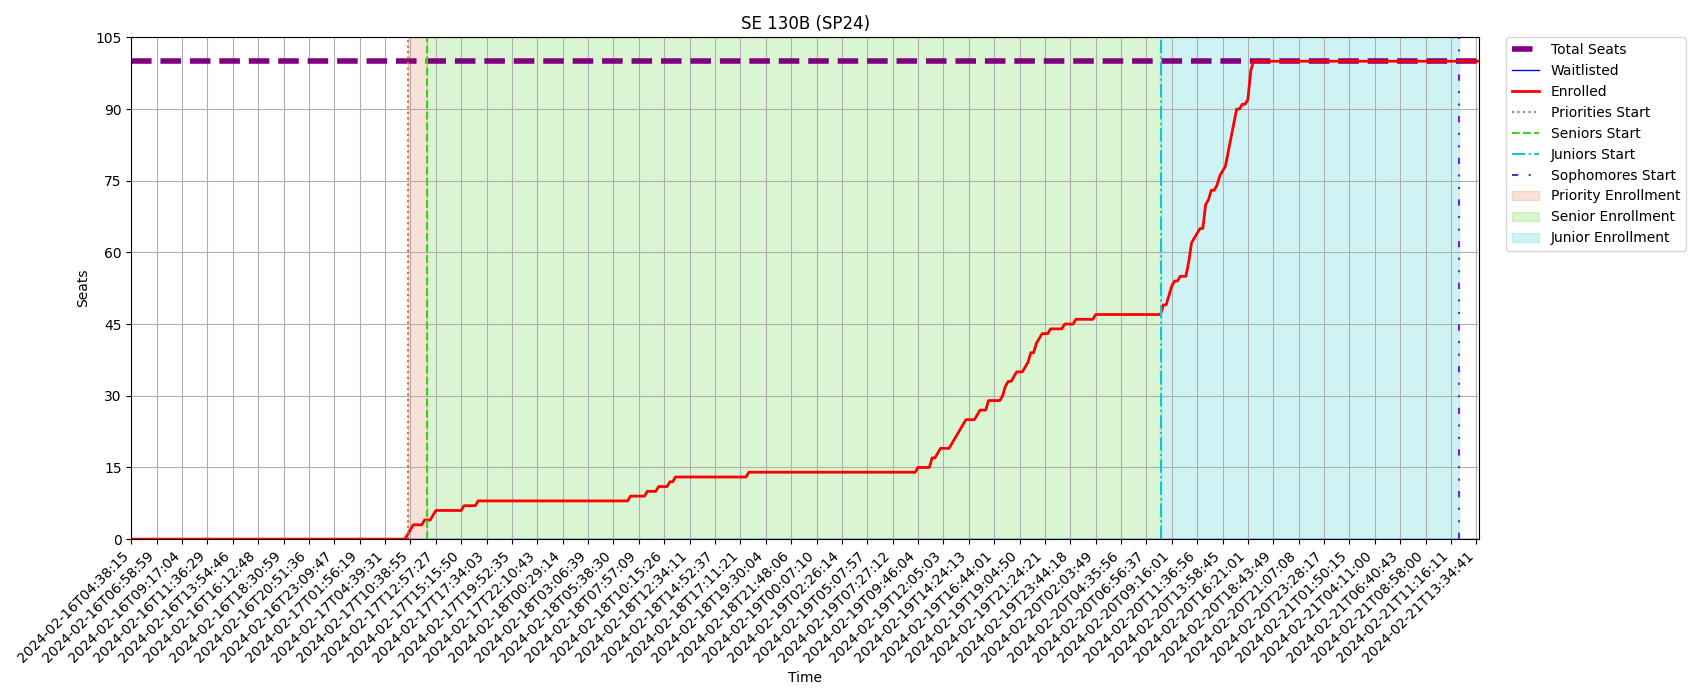 SE 130B (SP24)
105
90
75
60
45
30
15
0
Seats
2024-02-16T04:38:15
2024-02-16T06:58:59
2024-02-16T09:17:04
2024-02-16T11:36:29
2024-02-16T13:54:46
2024-02-16T16:12:48
2024-02-16T18:30:59
2024-02-16T20:51:36
2024-02-16T23:09:47
2024-02-17T01:56:19
2024-02-17T04:39:31
2024-02-17T10:38:55
2024-02-17T12:57:27
2024-02-17T15:15:50
2024-02-17T17:34:03
2024-02-17T19:52:35
2024-02-17T22:10:43
2024-02-18T00:29:14
2024-02-18T03:06:39
2024-02-18T05:38:30
2024-02-18T07:57:09
2024-02-18T10:15:26
2024-02-18T12:34:11
2024-02-18T14:52:37
2024-02-18T17:11:21
2024-02-18T19:30:04
2024-02-18T21:48:06
2024-02-19T00:07:10
2024-02-19T02:26:14
2024-02-19T05:07:57
2024-02-19T07:27:12
2024-02-19T09:46:04
2024-02-19T12:05:03
2024-02-19T14:24:13
2024-02-19T16:44:01
2024-02-19T19:04:50
2024-02-19T21:24:21
2024-02-19T23:44:18
2024-02-20T02:03:49
2024-02-20T04:35:56
2024-02-20T06:56:37
2024-02-20T09:16:01
2024-02-20T11:36:56
2024-02-20T13:58:45
2024-02-20T16:21:01
2024-02-20T18:43:49
2024-02-20T21:07:08
2024-02-20T23:28:17
2024-02-21T01:50:15
2024-02-21T04:11:00
2024-02-21T06:40:43
2024-02-21T08:58:00
2024-02-21T11:16:11
2024-02-21T13:34:41
Time
Total Seats
Waitlisted
Enrolled
Priorities Start
Seniors Start
Juniors Start
Sophomores Start
Priority Enrollment
Senior Enrollment
Junior Enrollment